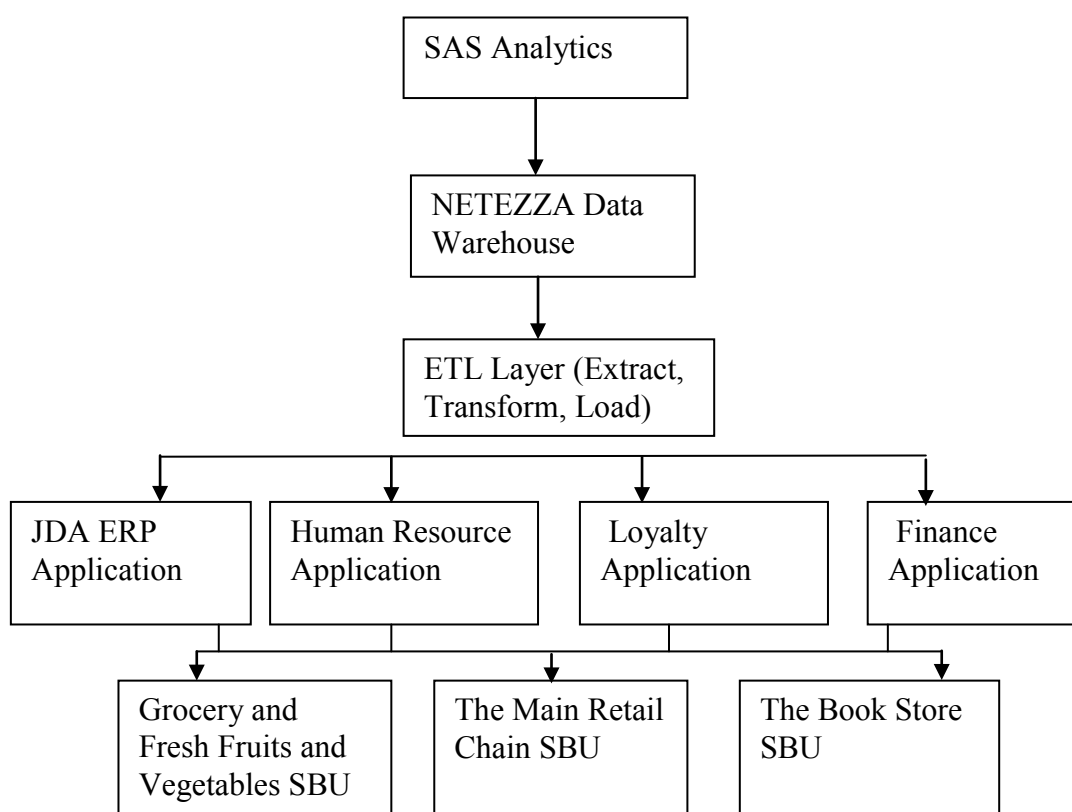 SAS Analytics
NETEZZA Data
Warehouse
ETL Layer (Extract,
Transform, Load)
JDA ERP
Application
Human Resource
Application
Loyalty
Application
Finance
Application
Grocery and
Fresh Fruits and
Vegetables SBU
The Main Retail
Chain SBU
The Book Store
SBU